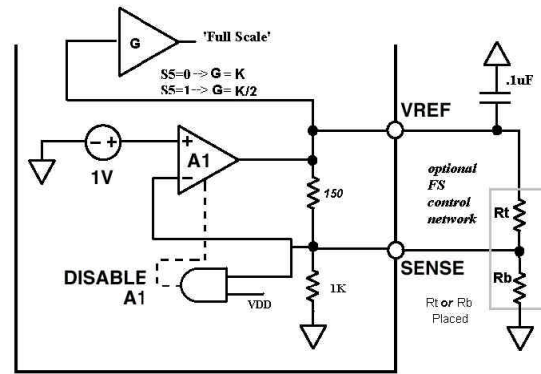 G
'Full Scale'
S5=0-->G = K
S5=1-->G = K/2
.1uF
VREF
- +
1V
+
A1
-
150
optional
FS
control
network
Rt
DISABLE
A1
VDD
1K
SENSE
Rb
Rt or Rb
Placed